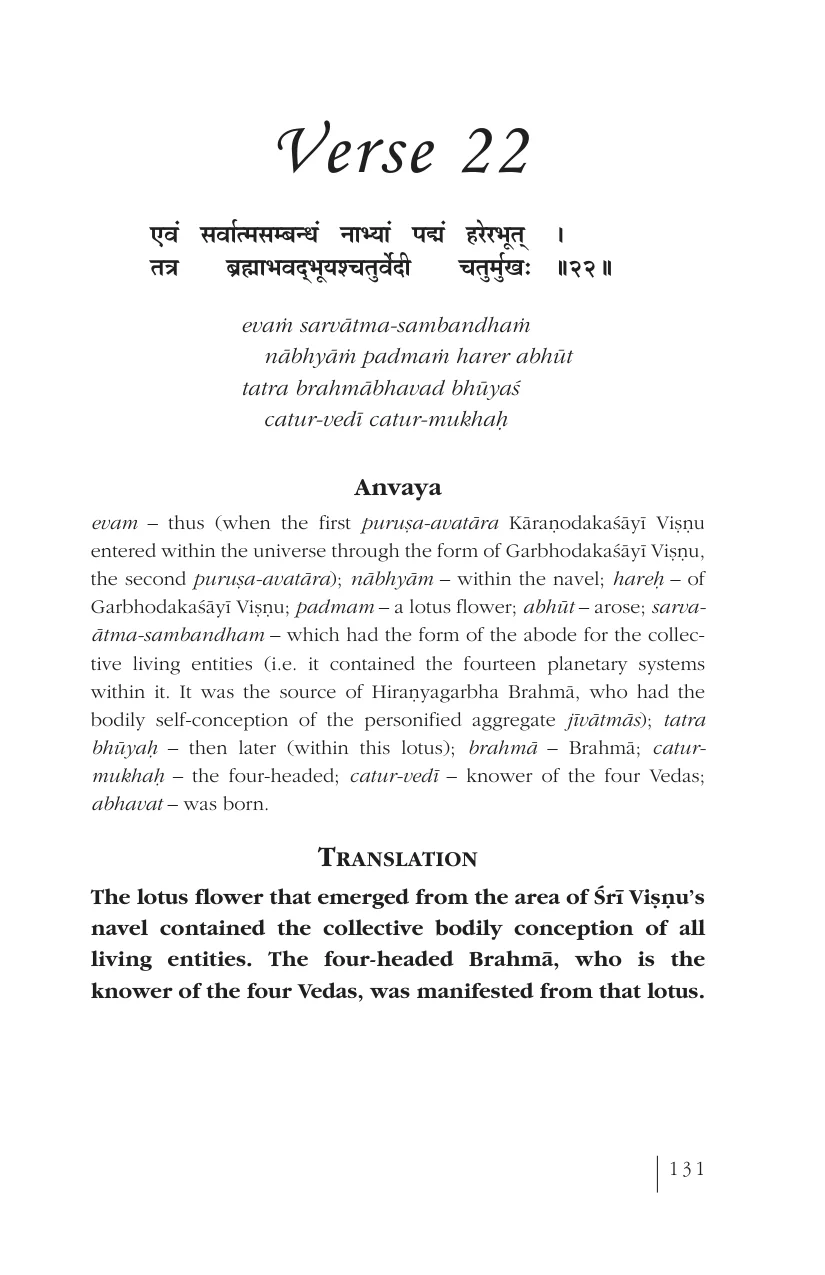 Verse 22
एवं सर्वात्मसम्बन्धं नाभ्यां पद्मं हरेरभूत् ।
तत्र ब्रह्माभवद्भूयश्चतुर्वेदी चतुर्मुखः ॥२२॥
evaṁ sarvātma-sambandhaṁ
nābhyāṁ padmaṁ harer abhūt
tatra brahmābhavad bhūyaś
catur-vedī catur-mukhaḥ
Anvaya
evam – thus (when the first puruṣa-avatāra Kāraṇodakaśāyī Viṣṇu
entered within the universe through the form of Garbhodakaśāyī Viṣṇu,
the second puruṣa-avatāra); nābhyām – within the navel; hareḥ – of
Garbhodakaśāyī Viṣṇu; padmam – a lotus flower; abhūt – arose; sarva-
ātma-sambandham – which had the form of the abode for the collec-
tive living entities (i.e. it contained the fourteen planetary systems
within it. It was the source of Hiraṇyagarbha Brahmā, who had the
bodily self-conception of the personified aggregate jīvātmās); tatra
bhūyaḥ – then later (within this lotus); brahmā – Brahmā; catur-
mukhaḥ – the four-headed; catur-vedī – knower of the four Vedas;
abhavat – was born.
TRANSLATION
The lotus flower that emerged from the area of Śrī Viṣṇu’s
navel contained the collective bodily conception of all
living entities. The four-headed Brahmā, who is the
knower of the four Vedas, was manifested from that lotus.
131